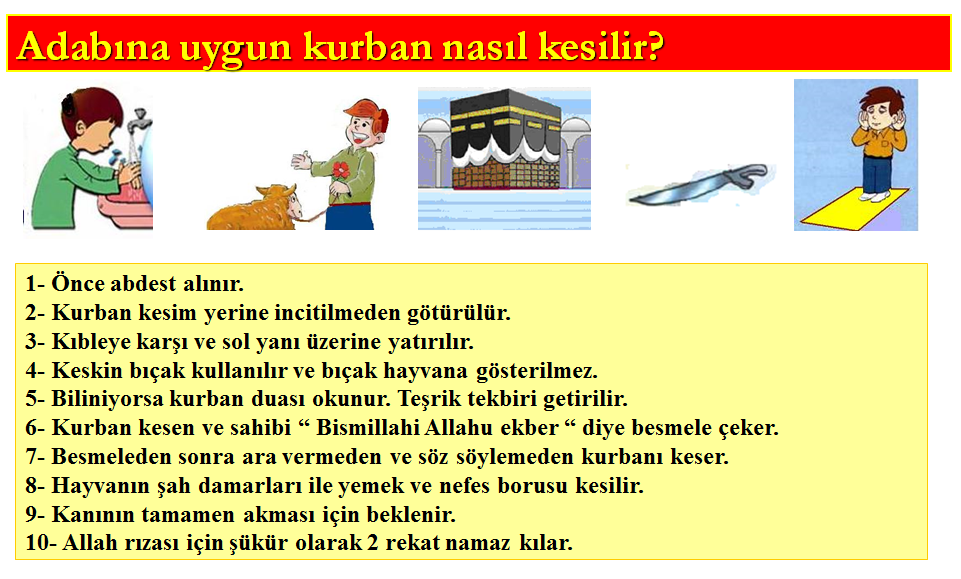 Adabına uygun kurban nasıl kesilir?
1- Önce abdest alınır.
2- Kurban kesim yerine incitilmeden götürülür.
3- Kıbleye karşı ve sol yanı üzerine yatırılır.
4- Keskin bıçak kullanılır ve bıçak hayvana gösterilmez.
5- Biliniyorsa kurban duası okunur. Teşrik tekbiri getirilir.
6- Kurban kesen ve sahibi “ Bismillahi Allahu ekber “ diye besmele çeker.
7- Besmeleden sonra ara vermeden ve söz söylemeden kurbanı keser.
8- Hayvanın şah damarları ile yemek ve nefes borusu kesilir.
9- Kanının tamamen akması için beklenir.
10- Allah rızası için şükür olarak 2 rekat namaz kılar.